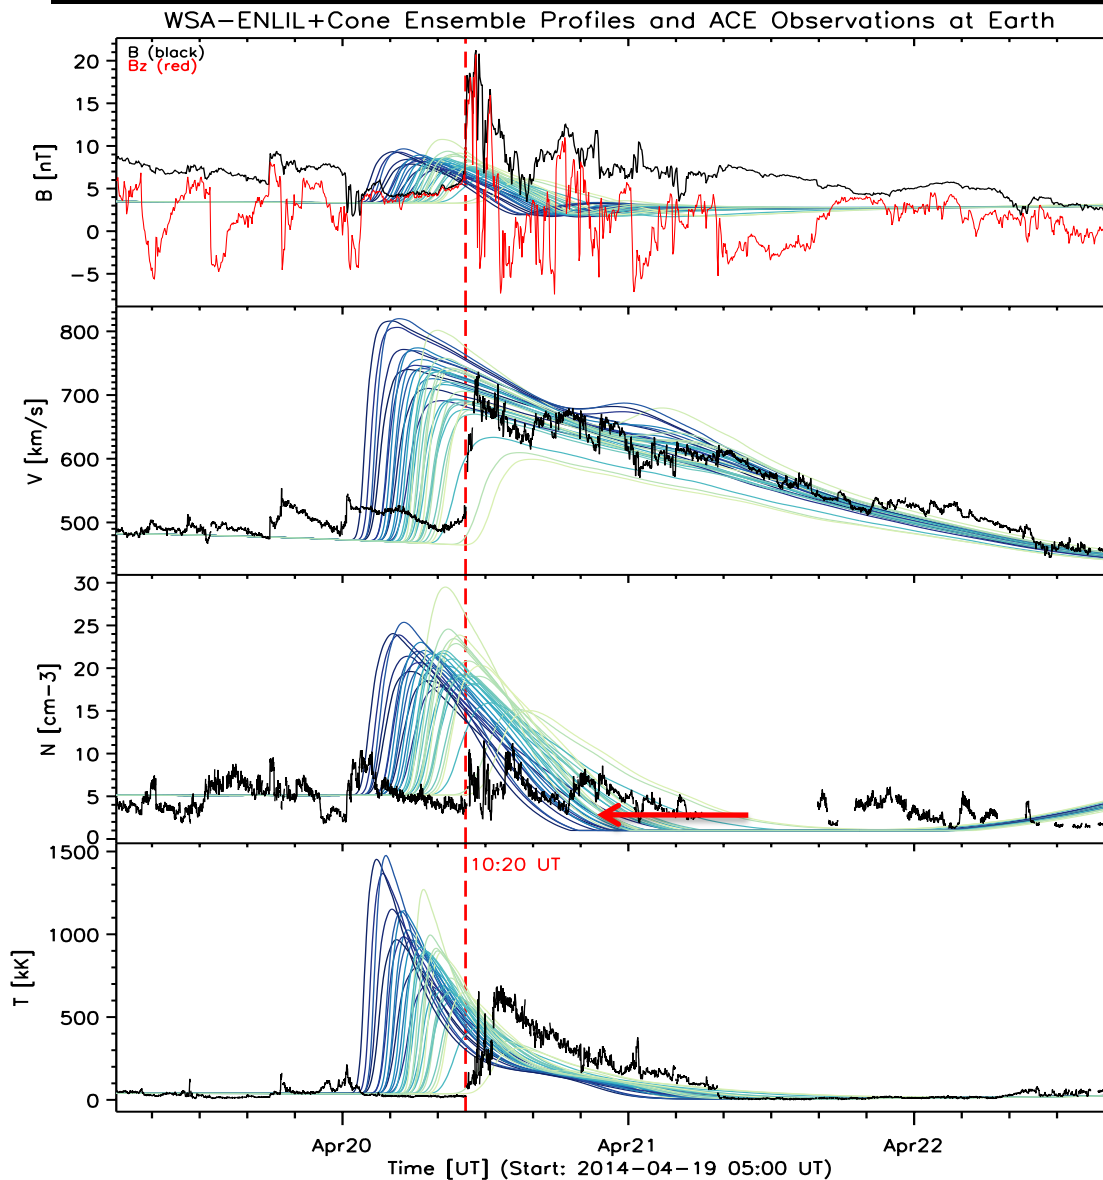 WSA-ENLIL+Cone Ensemble Profiles and ACE Observations at Earth
B (black)
Bz (red)
20
15
10
5
0
-5
B [nT]
800
700
600
500
V [km/s]
30
25
20
15
10
5
0
N [cm-3]
1500
1000
500
0
T [kK]
10:20 UT
Apr20
Apr21
Apr22
Time [UT] (Start: 2014-04-19 05:00 UT)